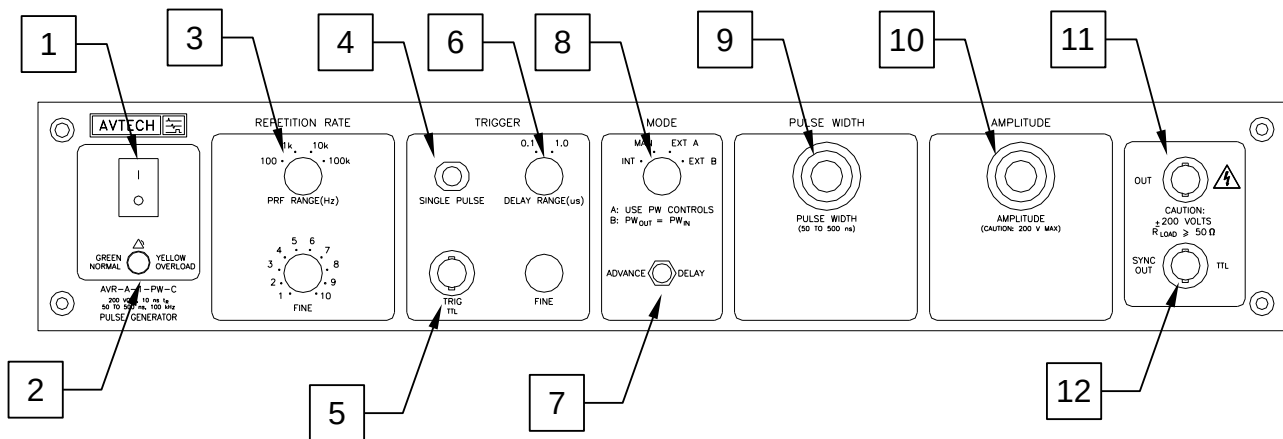 1
3
4
6
8
9
10
11
AVTECH
REPETITION RATE
TRIGGER
MODE
PULSE WIDTH
AMPLITUDE
I
O
GREEN NORMAL
YELLOW OVERLOAD
AVR-A-1-PW-C
200 VOLT, 10 ns tR
50 TO 500 ns, 100 kHz
PULSE GENERATOR
100
1k
10k
100k
PRF RANGE(Hz)
1
2
3
4
5
6
7
8
9
10
FINE
SINGLE PULSE
0.1
1.0
DELAY RANGE(us)
TRIG
TTL
FINE
INT
MAN
EXT A
EXT B
A: USE PW CONTROLS
B: PWOUT = PWIN
ADVANCE
DELAY
PULSE WIDTH
(50 TO 500 ns)
AMPLITUDE
(CAUTION: 200 V MAX)
OUT
CAUTION:
±200 VOLTS
RLOAD ≥ 50 Ω
SYNC OUT
TTL
2
5
7
12